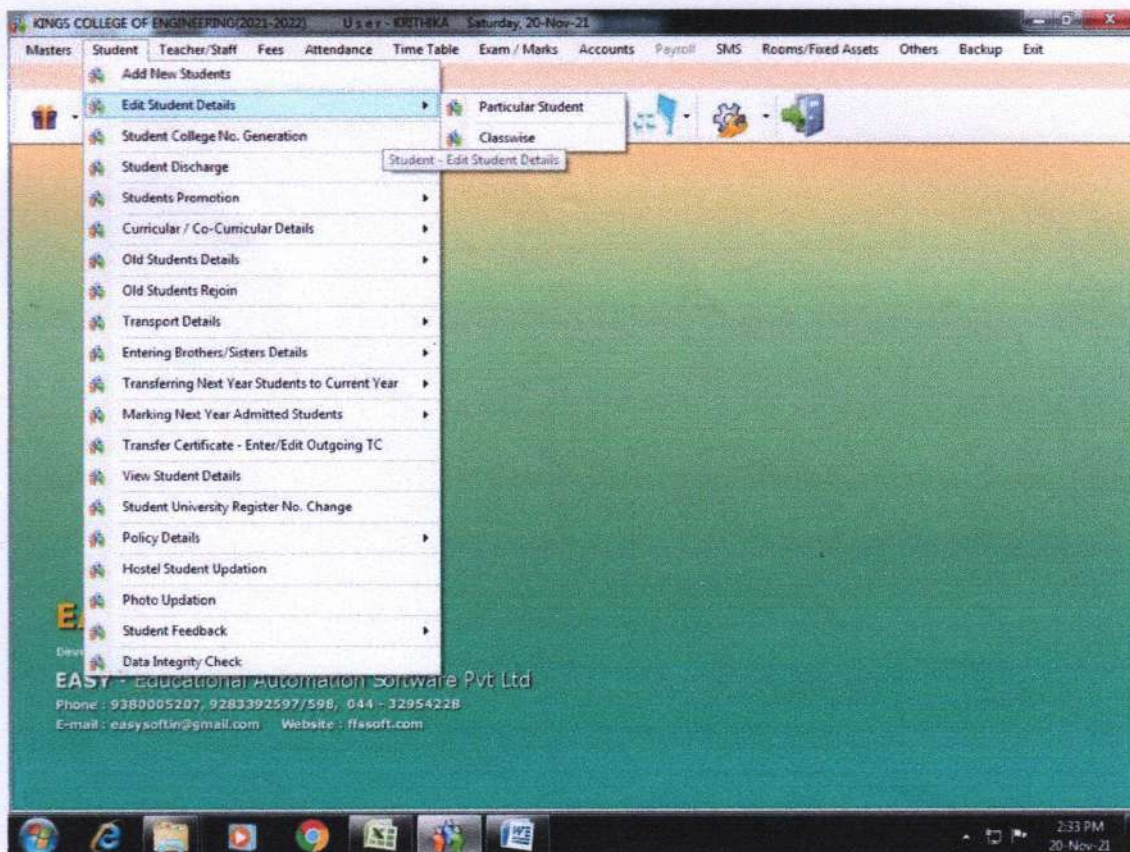 KINGS COLLEGE OF ENGINEERING(2021-2022) User - KRITHIKA Saturday, 20-Nov-21
Masters Student Teacher/Staff Fees Attendance Time Table Exam / Marks Accounts Payroll SMS Rooms/Fixed Assets Others Backup Exit
Add New Students
Edit Student Details
Particular Student
Classwise
Student - Edit Student Details
Student College No. Generation
Student Discharge
Students Promotion
Curricular / Co-Curricular Details
Old Students Details
Old Students Rejoin
Transport Details
Entering Brothers/Sisters Details
Transferring Next Year Students to Current Year
Marking Next Year Admitted Students
Transfer Certificate - Enter/Edit Outgoing TC
View Student Details
Student University Register No. Change
Policy Details
Hostel Student Updation
Photo Updation
Student Feedback
Data Integrity Check
EASY - Educational Automation Software Pvt Ltd
Phone : 9380005207, 9283392597/598, 044 - 32954228
E-mail : easysoftin@gmail.com Website : ffssoft.com
2:33 PM
20-Nov-21